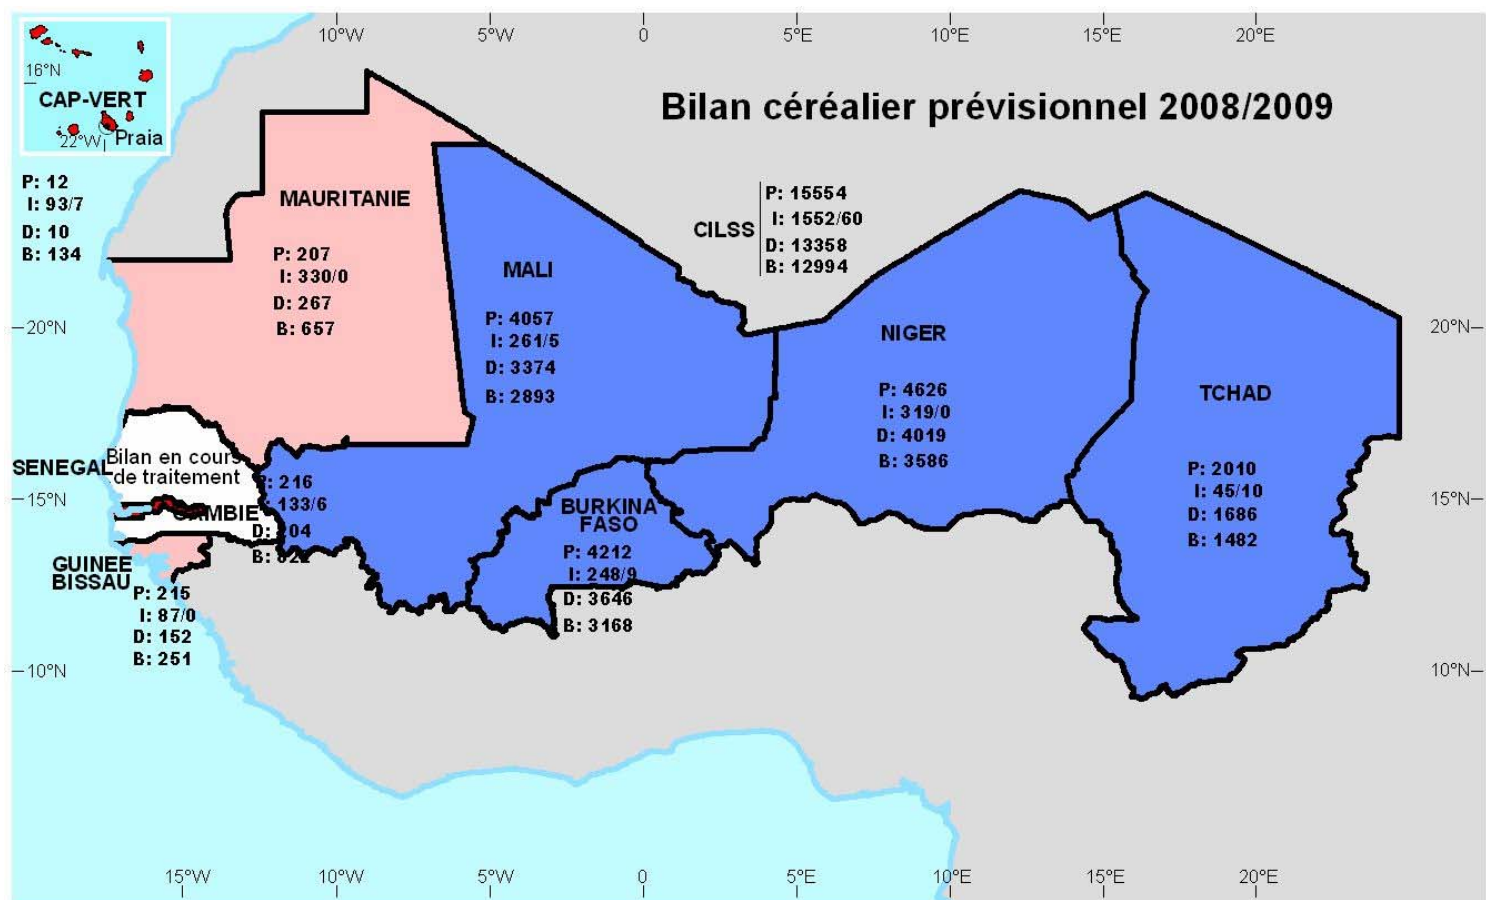 10°W 5°W 0 5°E 10°E 15°E 20°E
16°N
CAP-VERT
22°W Praia
Bilan céréalier prévisionnel 2008/2009
P: 12
I: 93/7
D: 10
B: 134
MAURITANIE
P: 207
I: 330/0
D: 267
B: 657
MALI
P: 4057
I: 261/5
D: 3374
B: 2893
CILSS
P: 15554
I: 1552/60
D: 13358
B: 12994
NIGER
P: 4626
I: 319/0
D: 4019
B: 3586
TCHAD
P: 2010
I: 45/10
D: 1686
B: 1482
20°N 20°N
Bilan en cours
de traitement
SENEGAL
15°N 15°N
GAMBIE
P: 216
133/6
D: 204
B:
BURKINA
FASO
P: 4212
I: 248/9
D: 3646
B: 3168
GUINEE
BISSAU
P: 215
I: 87/0
D: 152
B: 251
10°N 10°N
15°W 10°W 5°W 0 5°E 10°E 15°E 20°E